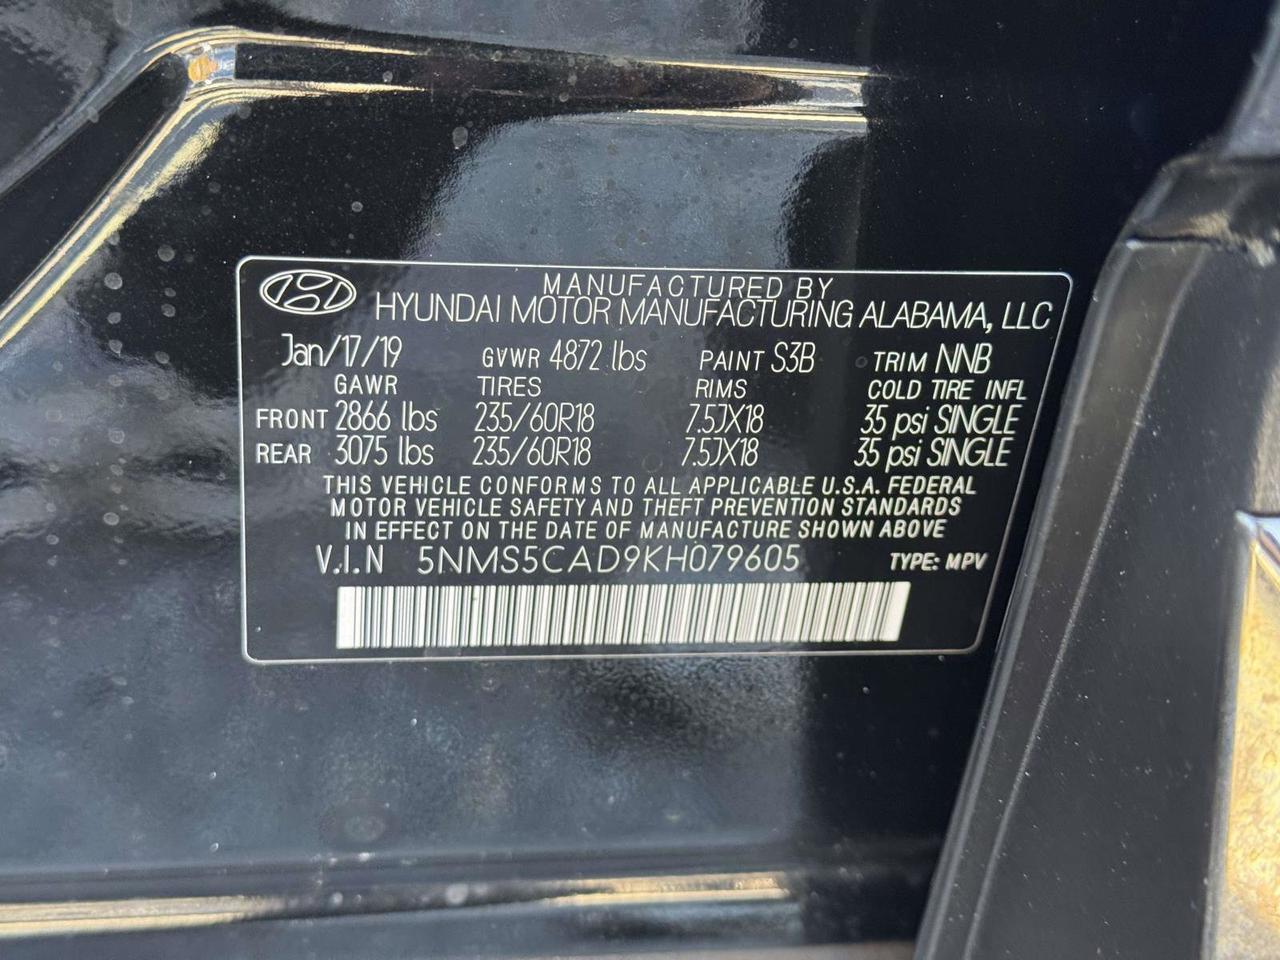 MANUFACTURED BY
HYUNDAI MOTOR MANUFACTURING ALABAMA, LLC
Jan/17/19 GVWR 4872 lbs PAINT S3B TRIM NNB
GAWR TIRES RIMS COLD TIRE INFL
FRONT 2866 lbs 235/60R18 7.5JX18 35 psi SINGLE
REAR 3075 lbs 235/60R18 7.5JX18 35 psi SINGLE
THIS VEHICLE CONFORMS TO ALL APPLICABLE U.S.A. FEDERAL
MOTOR VEHICLE SAFETY AND THEFT PREVENTION STANDARDS
IN EFFECT ON THE DATE OF MANUFACTURE SHOWN ABOVE
V.I.N 5NMS5CAD9KH079605 TYPE: MPV